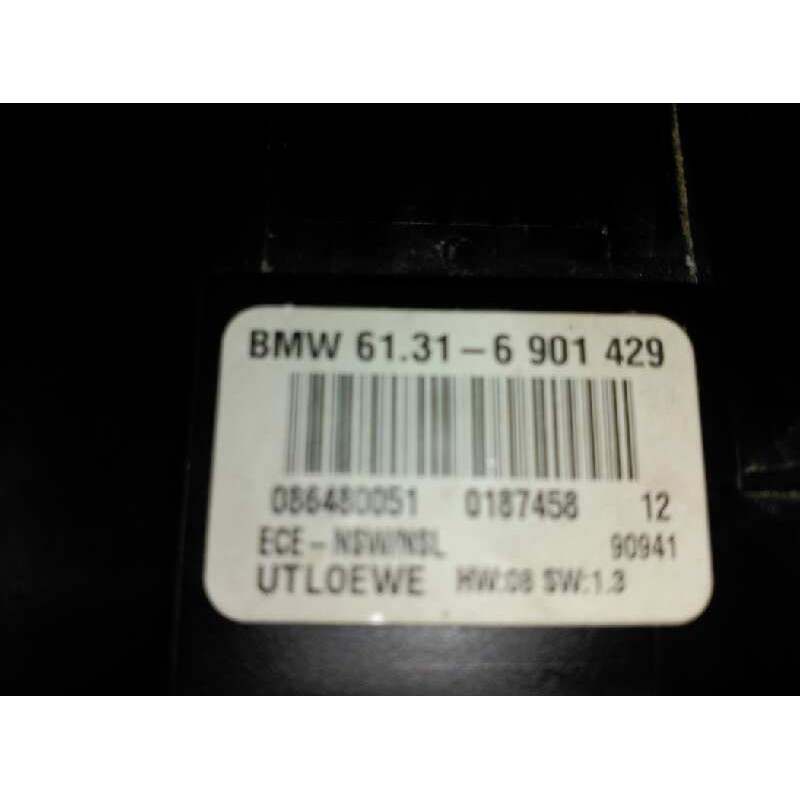 BMW 61.31-6 901 429
086480051 0187458 12
ECE-NSW/NSL 90941
UTLOEWE HW:08 SW:1.3